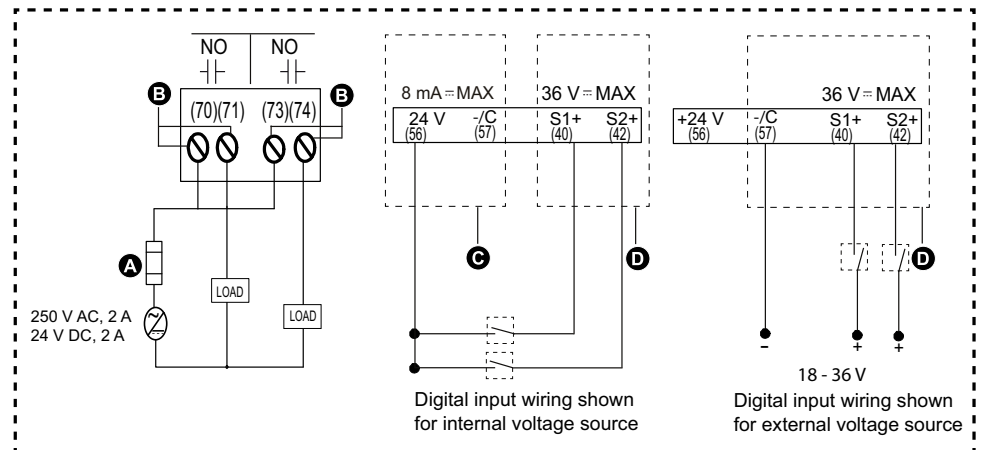 NO NO
B (70)(71) (73)(74) B
A
250 V AC, 2 A
24 V DC, 2 A
LOAD
LOAD
8 mA⎓MAX 36 V⎓MAX
24 V -/C S1+ S2+
(56) (57) (40) (42)
C D
Digital input wiring shown
for internal voltage source
36 V⎓MAX
+24 V -/C S1+ S2+
(56) (57) (40) (42)
D
– + +
18 - 36 V
Digital input wiring shown
for external voltage source